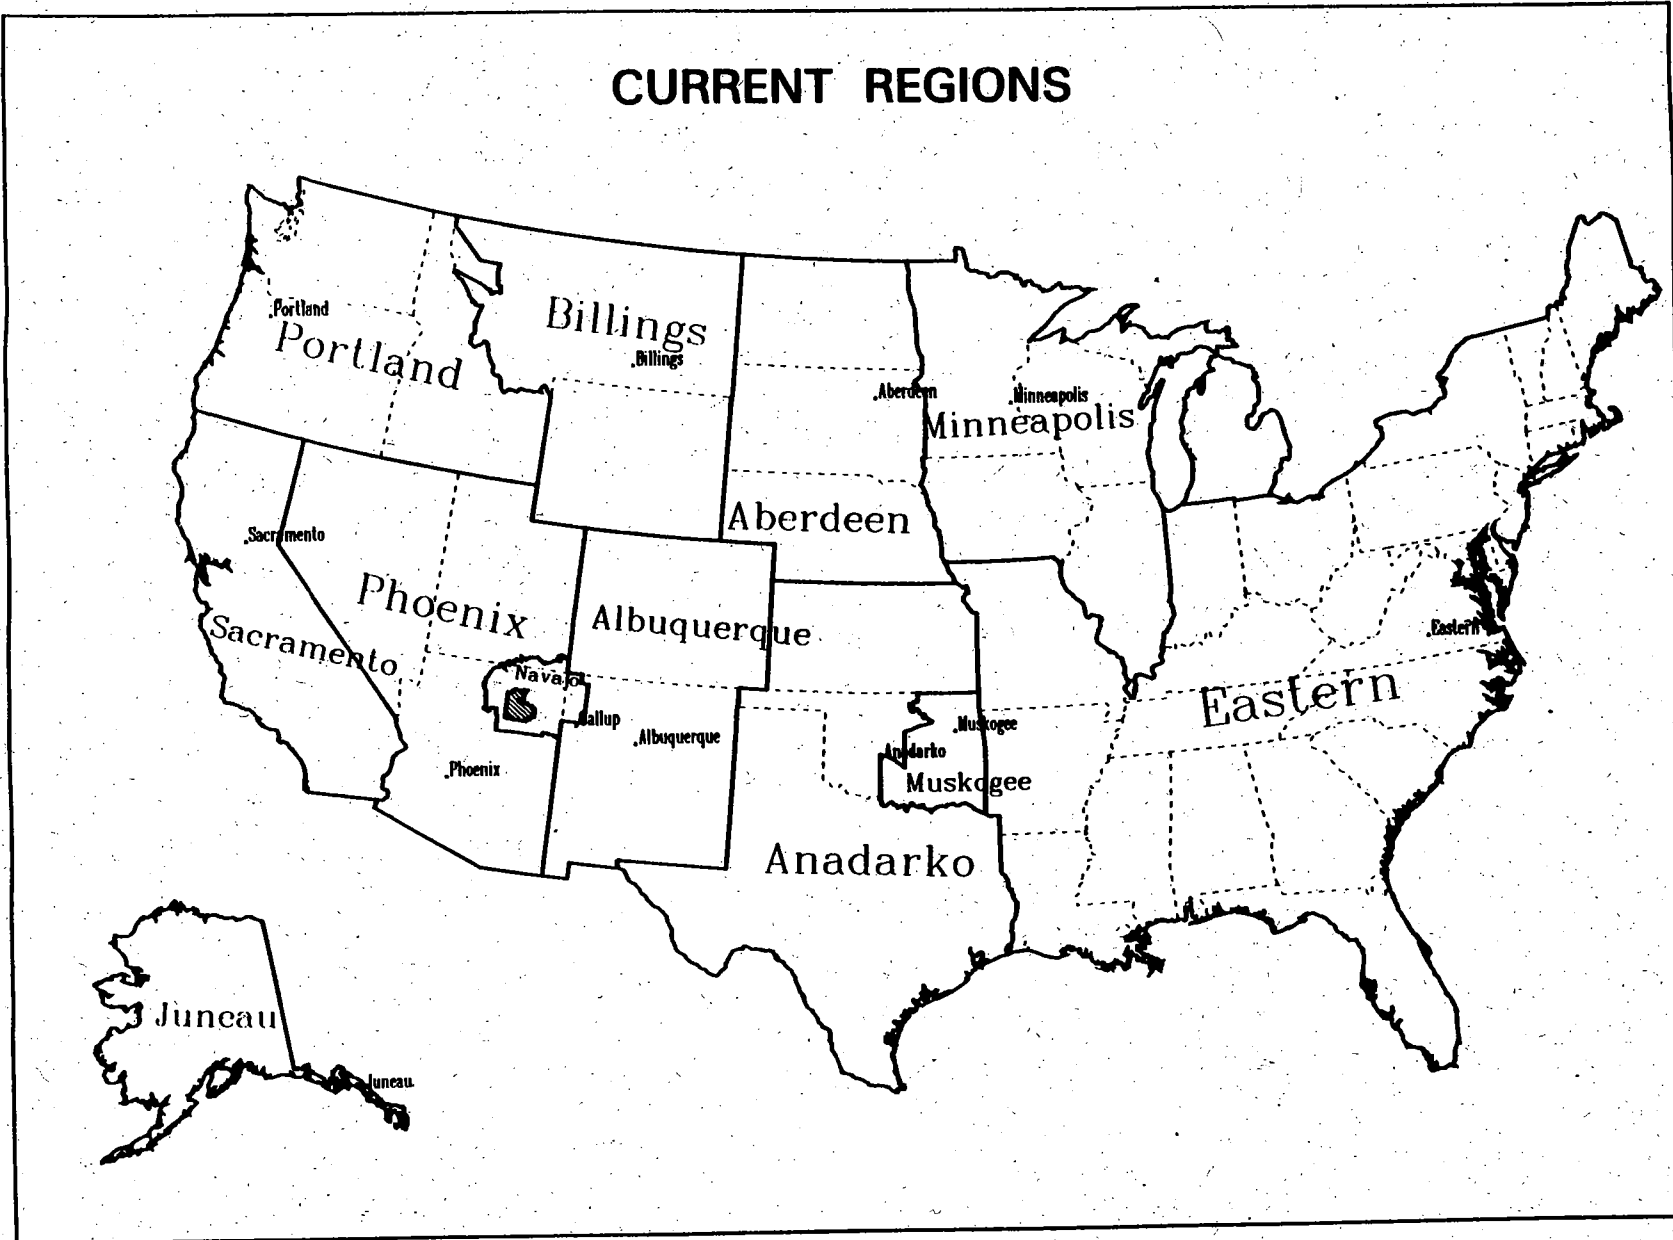 CURRENT REGIONS
.Portland
Portland
Billings
.Billings
.Aberdeen
.Minneapolis
Minneapolis
Aberdeen
.Sacramento
Phoenix
Albuquerque
Sacramento
.Eastern
Navajo
Eastern
Gallup
.Albuquerque
.Muskogee
Anadarko
.Phoenix
Muskogee
Anadarko
Juneau
Juneau